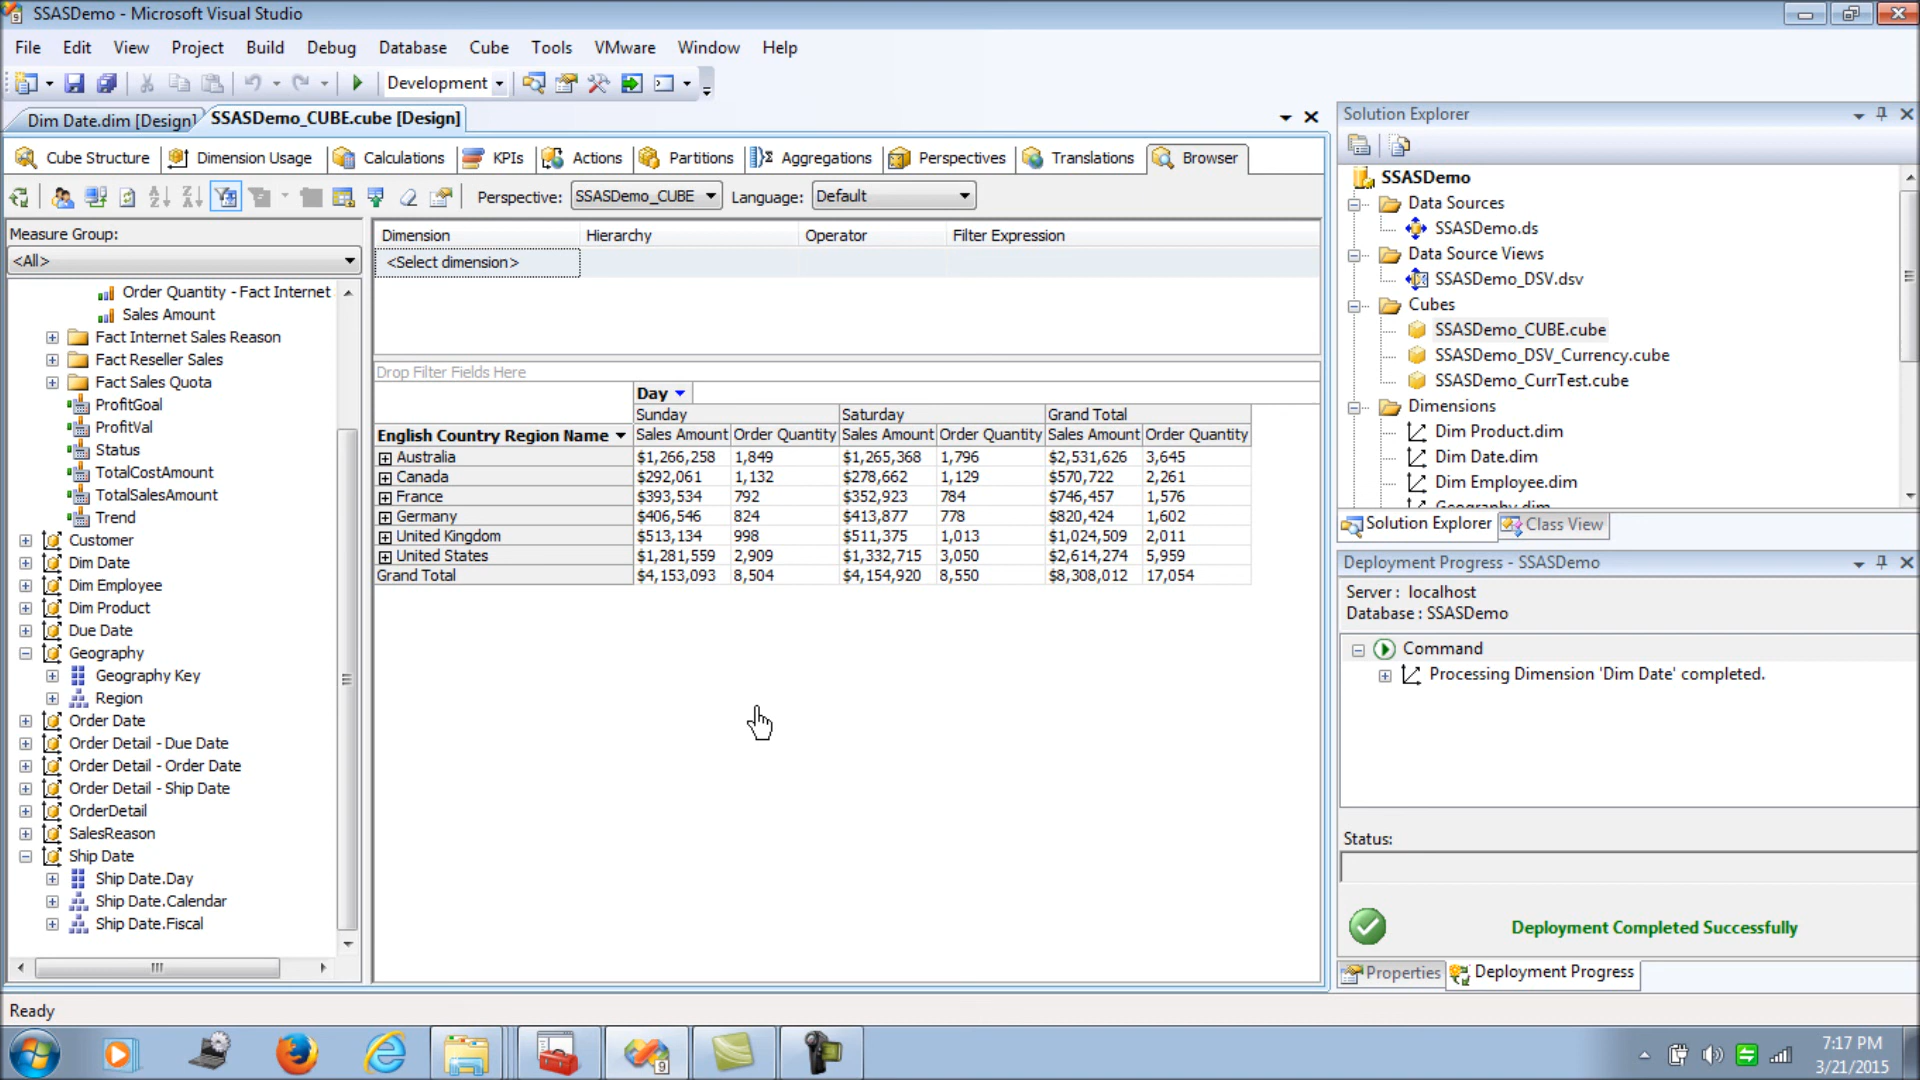 SSASDemo - Microsoft Visual Studio
File Edit View Project Build Debug Database Cube Tools VMware Window Help
Development
Dim Date.dim [Design] SSASDemo_CUBE.cube [Design]
Cube Structure Dimension Usage Calculations KPIs Actions Partitions Aggregations Perspectives Translations Browser
Perspective: SSASDemo_CUBE Language: Default
Measure Group:
<All>
Order Quantity - Fact Internet
Sales Amount
Fact Internet Sales Reason
Fact Reseller Sales
Fact Sales Quota
ProfitGoal
ProfitVal
Status
TotalCostAmount
TotalSalesAmount
Trend
Customer
Dim Date
Dim Employee
Dim Product
Due Date
Geography
Geography Key
Region
Order Date
Order Detail - Due Date
Order Detail - Order Date
Order Detail - Ship Date
OrderDetail
SalesReason
Ship Date
Ship Date.Day
Ship Date.Calendar
Ship Date.Fiscal
Dimension Hierarchy Operator Filter Expression
<Select dimension>
Drop Filter Fields Here
Day
Sunday Saturday Grand Total
English Country Region Name Sales Amount Order Quantity Sales Amount Order Quantity Sales Amount Order Quantity
Australia $1,266,258 1,849 $1,265,368 1,796 $2,531,626 3,645
Canada $292,061 1,132 $278,662 1,129 $570,722 2,261
France $393,534 792 $352,923 784 $746,457 1,576
Germany $406,546 824 $413,877 778 $820,424 1,602
United Kingdom $513,134 998 $511,375 1,013 $1,024,509 2,011
United States $1,281,559 2,909 $1,332,715 3,050 $2,614,274 5,959
Grand Total $4,153,093 8,504 $4,154,920 8,550 $8,308,012 17,054
Solution Explorer
SSASDemo
Data Sources
SSASDemo.ds
Data Source Views
SSASDemo_DSV.dsv
Cubes
SSASDemo_CUBE.cube
SSASDemo_DSV_Currency.cube
SSASDemo_CurrTest.cube
Dimensions
Dim Product.dim
Dim Date.dim
Dim Employee.dim
Geography.dim
Solution Explorer Class View
Deployment Progress - SSASDemo
Server : localhost
Database : SSASDemo
Command
Processing Dimension 'Dim Date' completed.
Status:
Deployment Completed Successfully
Properties Deployment Progress
Ready
9
7:17 PM
3/21/2015